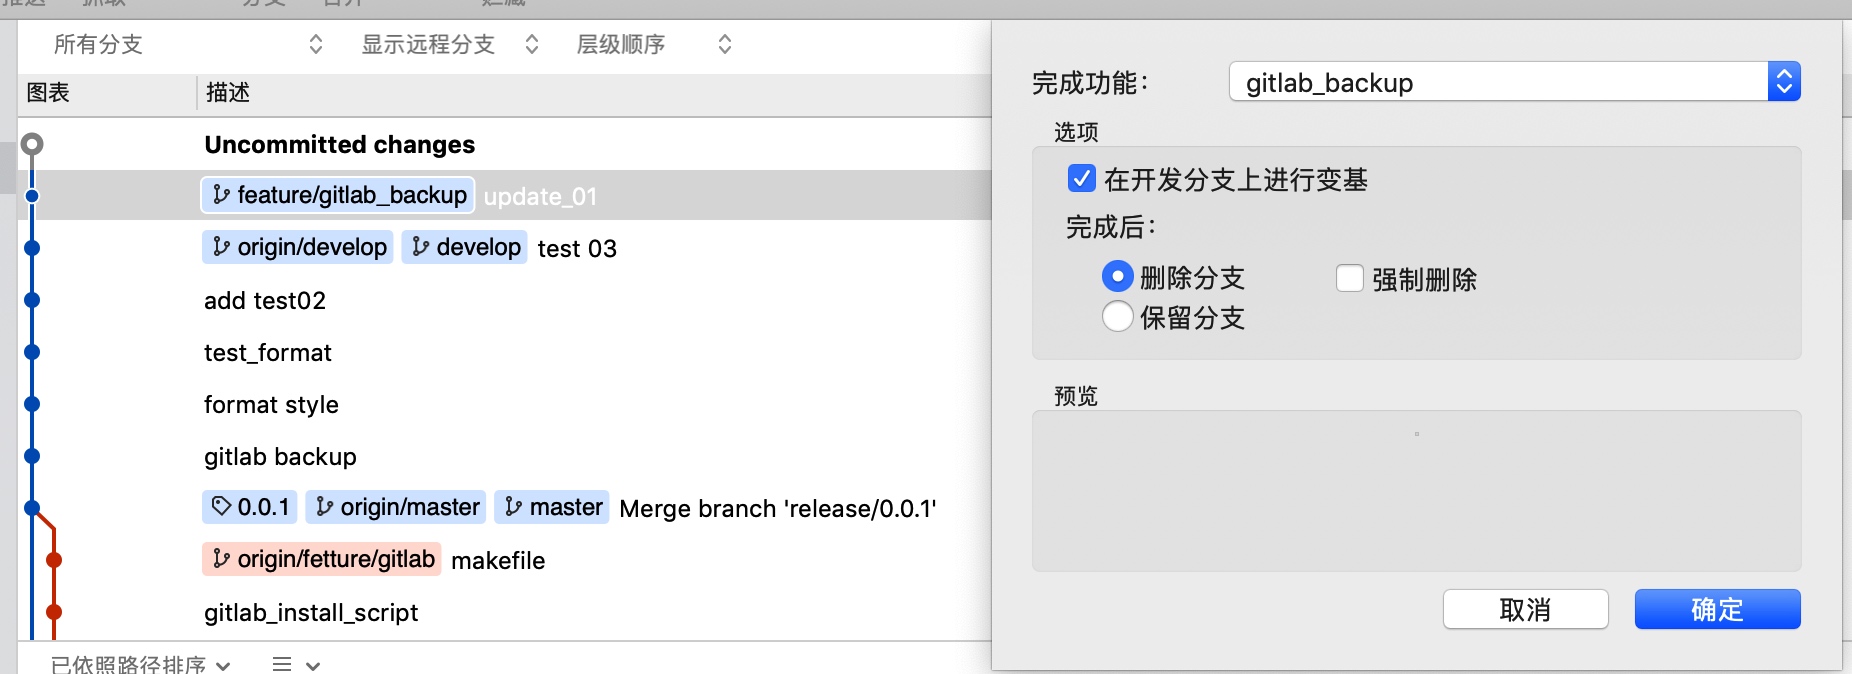 所有分支 显示远程分支 层级顺序
图表 描述
Uncommitted changes
feature/gitlab_backup update_01
origin/develop develop test 03
add test02
test_format
format style
gitlab backup
0.0.1 origin/master master Merge branch 'release/0.0.1'
origin/fetture/gitlab makefile
gitlab_install_script
已依照路径排序
完成功能： gitlab_backup
选项
在开发分支上进行变基
完成后：
删除分支 强制删除
保留分支
预览
取消 确定